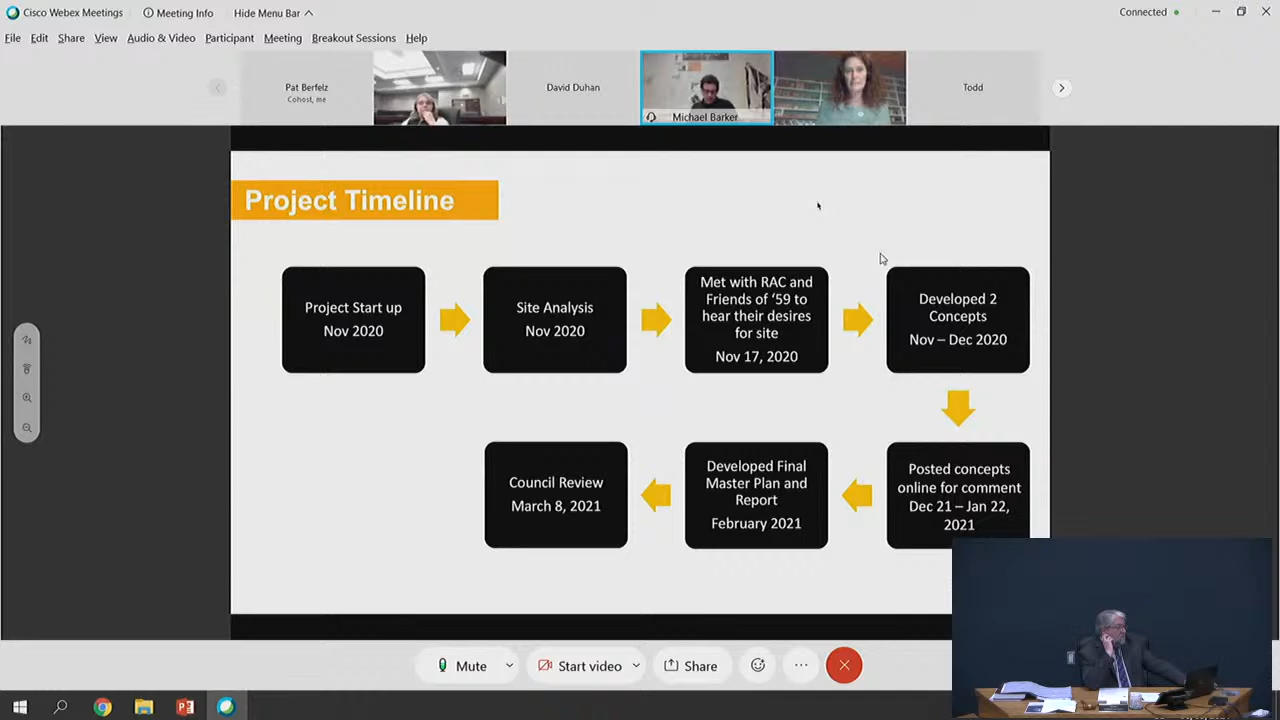 Cisco Webex Meetings
Meeting Info
Hide Menu Bar
Connected
File Edit Share View Audio & Video Participant Meeting Breakout Sessions Help
Pat Berfelz
Cohost, me
David Duhan
Michael Barker
Todd
Project Timeline
Project Start up
Nov 2020
Site Analysis
Nov 2020
Met with RAC and
Friends of '59 to
hear their desires
for site
Nov 17, 2020
Developed 2
Concepts
Nov – Dec 2020
Posted concepts
online for comment
Dec 21 – Jan 22,
2021
Developed Final
Master Plan and
Report
February 2021
Council Review
March 8, 2021
Mute
Start video
Share